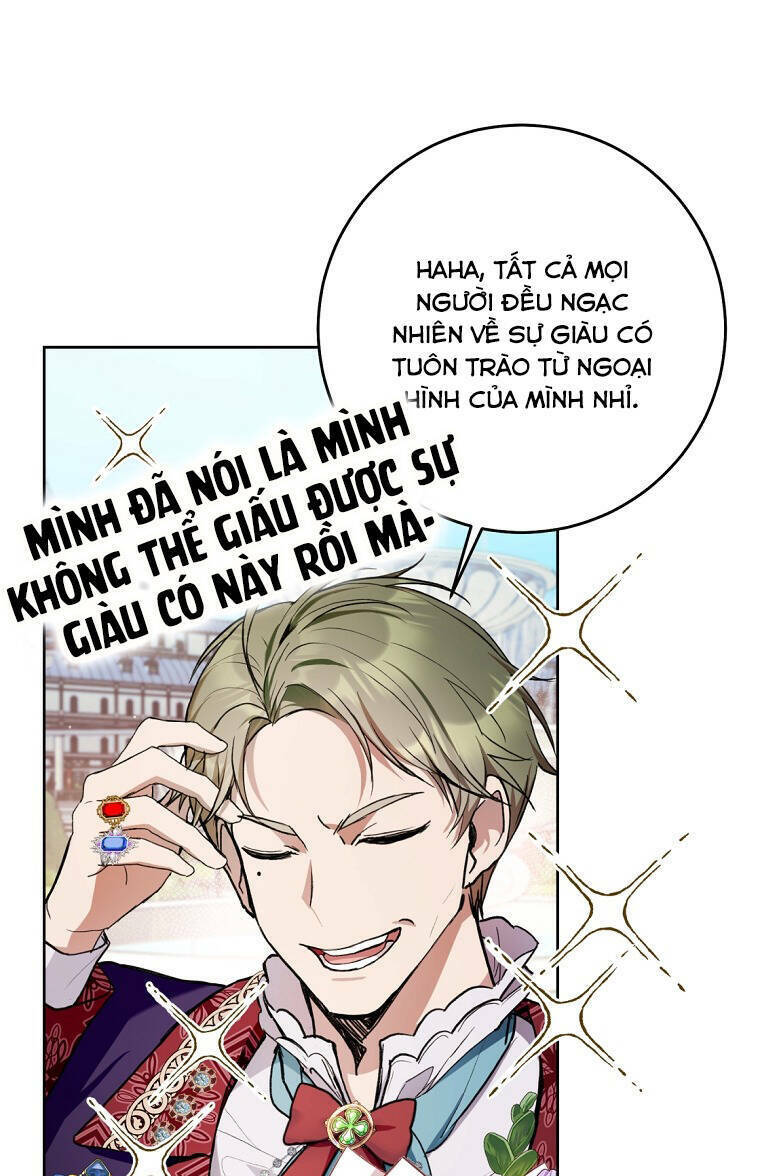 HAHA, TẤT CẢ MỌI
NGƯỜI ĐỀU NGẠC
NHIÊN VỀ SỰ GIÀU CÓ
TUÔN TRÀO TỪ NGOẠI
HÌNH CỦA MÌNH NHỈ.
MÌNH ĐÃ NÓI LÀ MÌNH
KHÔNG THỂ GIẤU ĐƯỢC SỰ
GIÀU CÓ NÀY RỒI MÀ-